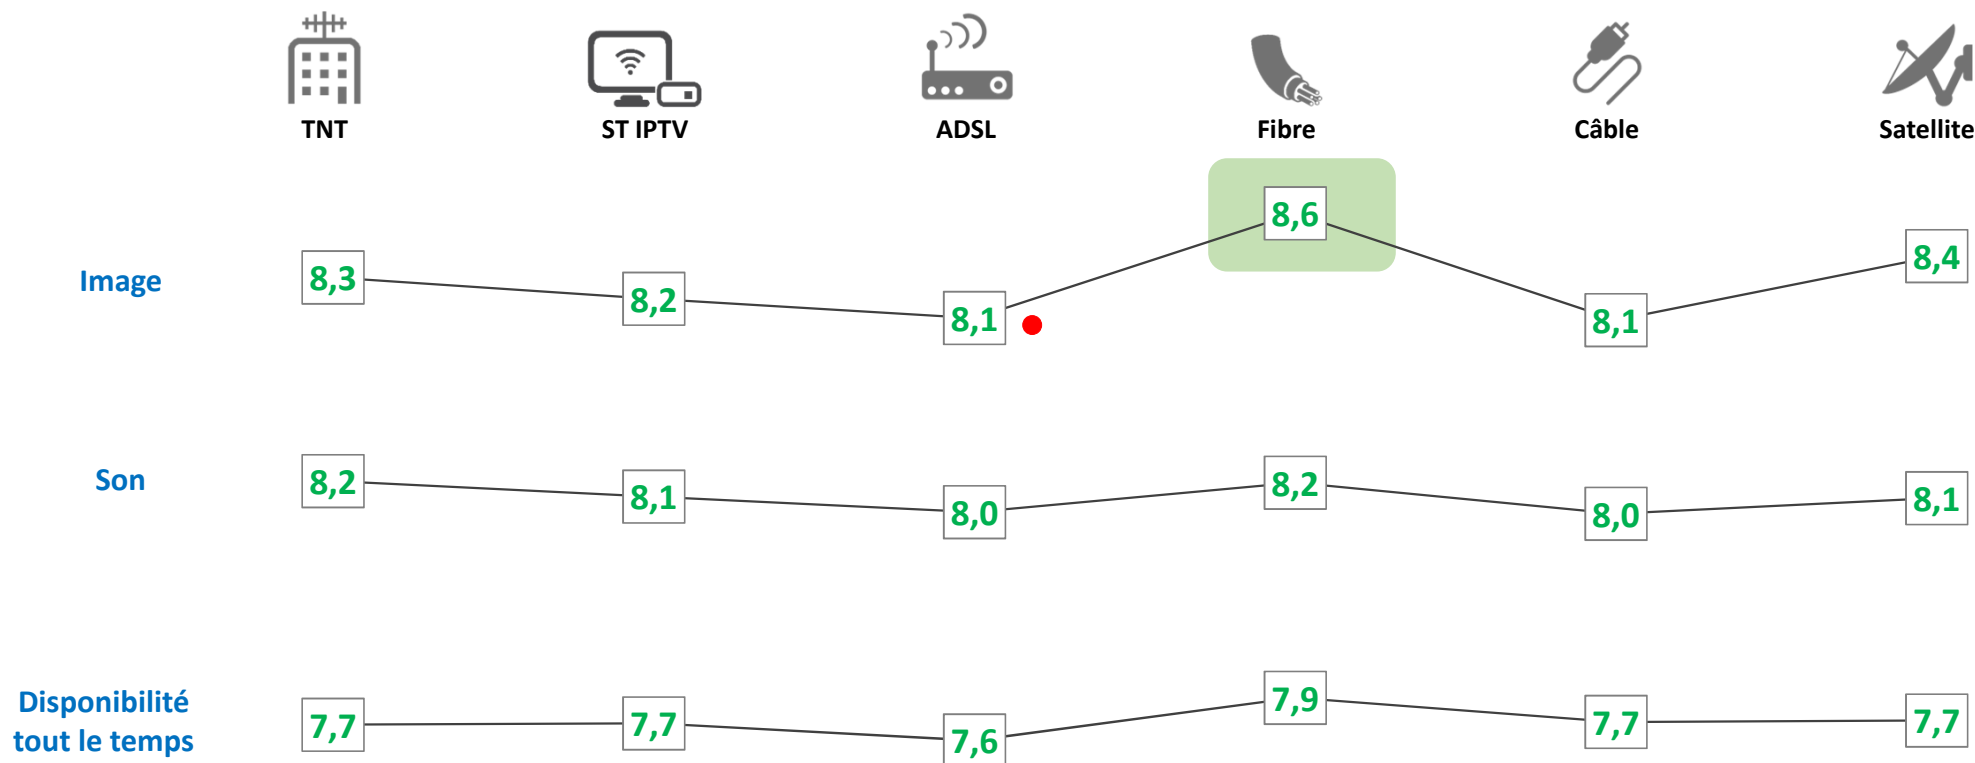 TNT
ST IPTV
ADSL
Fibre
Câble
Satellite
Image
8,3
8,2
8,1
8,6
8,1
8,4
Son
8,2
8,1
8,0
8,2
8,0
8,1
Disponibilité
tout le temps
7,7
7,7
7,6
7,9
7,7
7,7